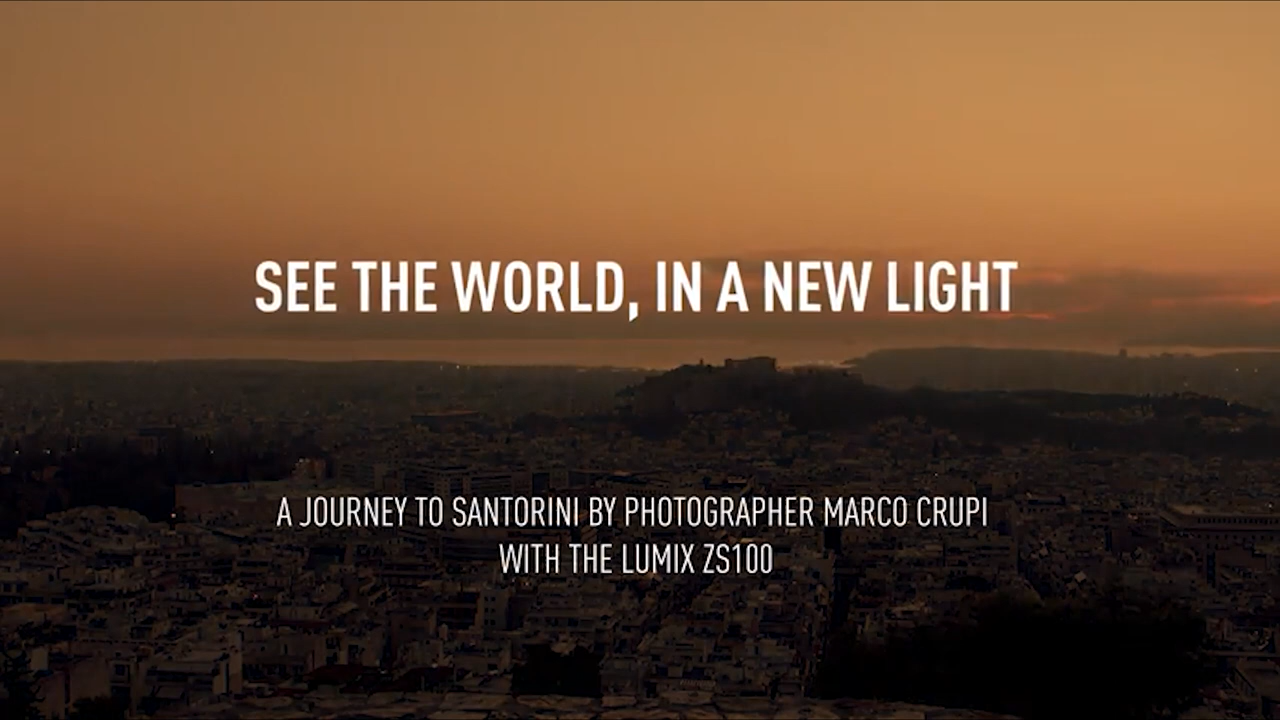 SEE THE WORLD, IN A NEW LIGHT
A JOURNEY TO SANTORINI BY PHOTOGRAPHER MARCO CRUPI
WITH THE LUMIX ZS100